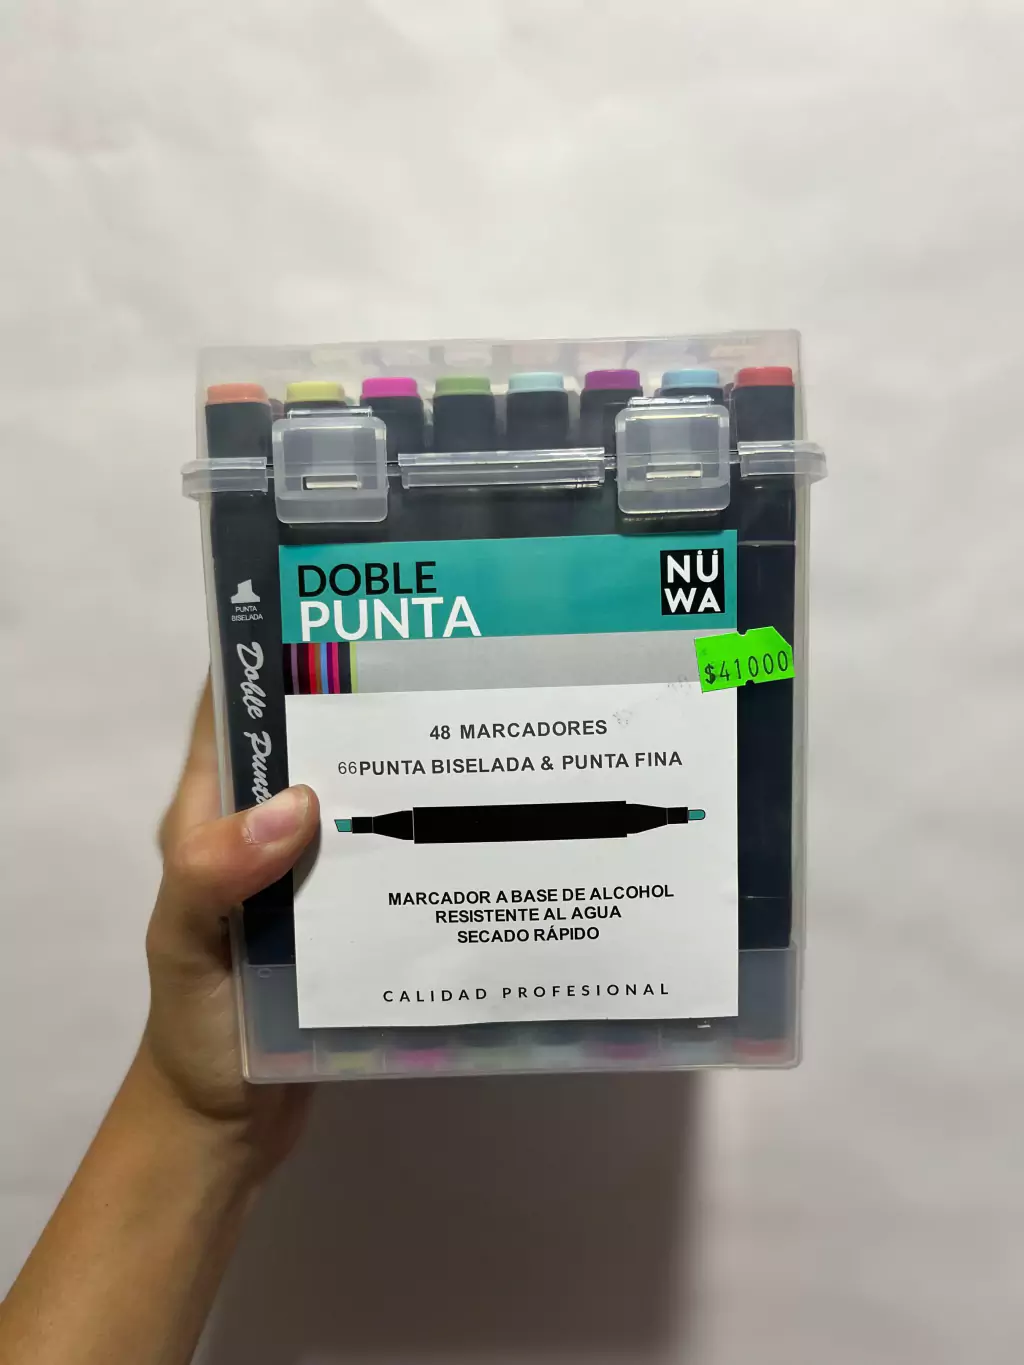 DOBLE
PUNTA
NÜ
WA
$41000
PUNTA
BISELADA
Doble Punta
48 MARCADORES
66PUNTA BISELADA & PUNTA FINA
MARCADOR A BASE DE ALCOHOL
RESISTENTE AL AGUA
SECADO RÁPIDO
CALIDAD PROFESIONAL